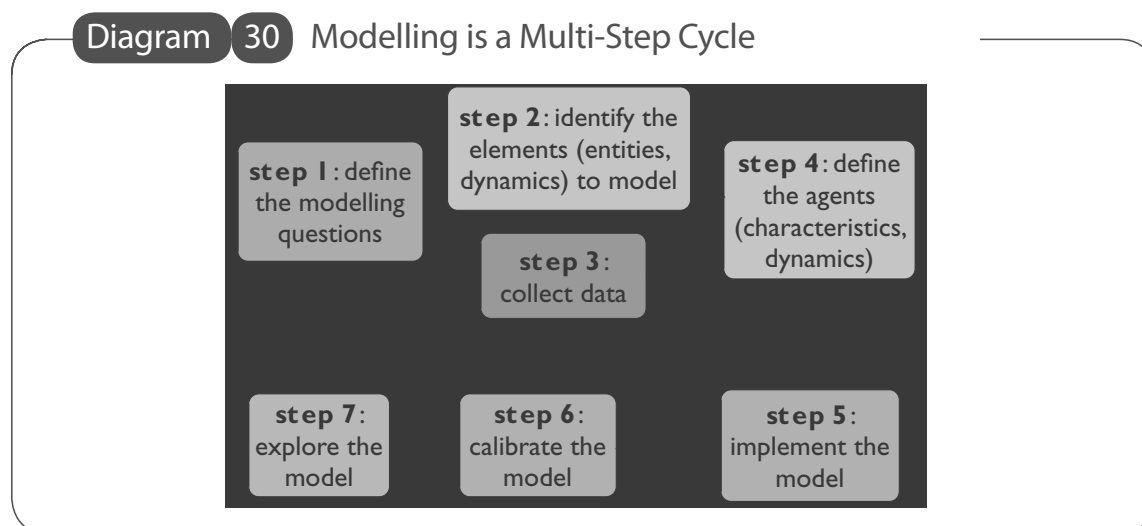 Diagram 30 Modelling is a Multi-Step Cycle
step 1: define
the modelling
questions
step 2: identify the
elements (entities,
dynamics) to model
step 3:
collect data
step 4: define
the agents
(characteristics,
dynamics)
step 5:
implement the
model
step 6:
calibrate the
model
step 7:
explore the
model